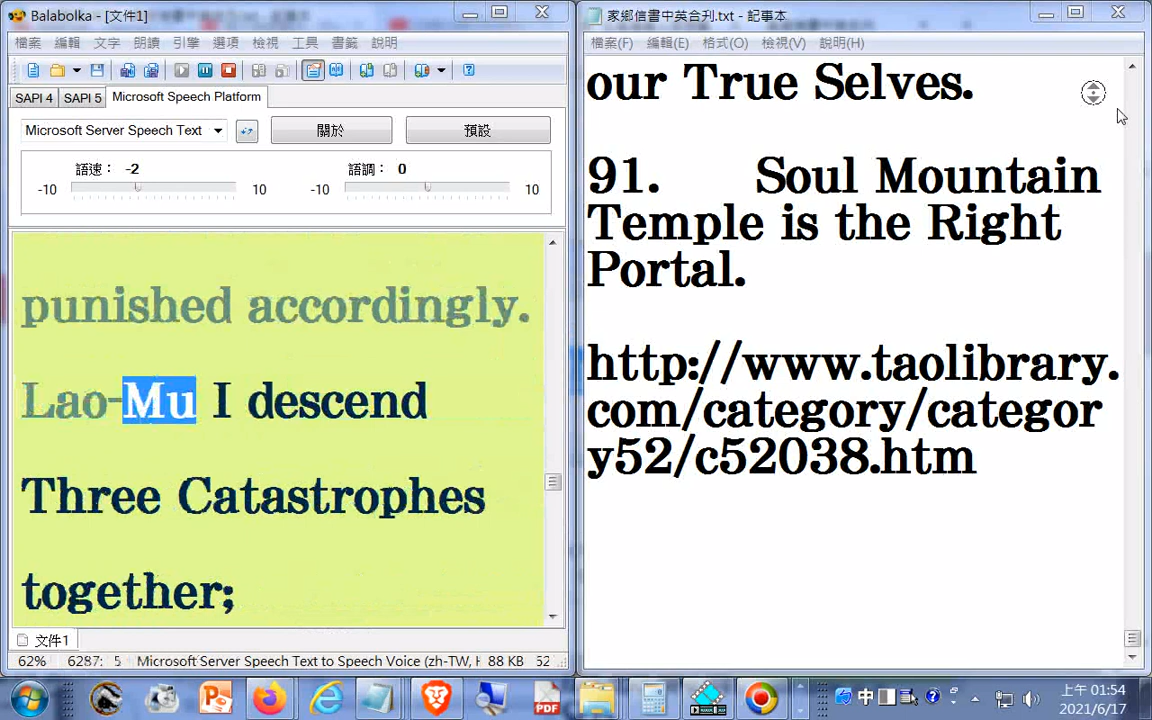 Balabolka - [文件1]
檔案 編輯 文字 朗讀 引擎 選項 檢視 工具 書籤 說明
SAPI 4 SAPI 5 Microsoft Speech Platform
Microsoft Server Speech Text 關於 預設
語速： -2 語調： 0
-10 10 -10 10
punished accordingly.
Lao-Mu I descend
Three Catastrophes
together;
文件1
62% 6287: 5 Microsoft Server Speech Text to Speech Voice (zh-TW, H 88 KB 52
家鄉信書中英合刋.txt - 記事本
檔案(F) 編輯(E) 格式(O) 檢視(V) 說明(H)
our True Selves.
91. Soul Mountain
Temple is the Right
Portal.
http://www.taolibrary.
com/category/categor
y52/c52038.htm
PDF
中
上午 01:54
2021/6/17